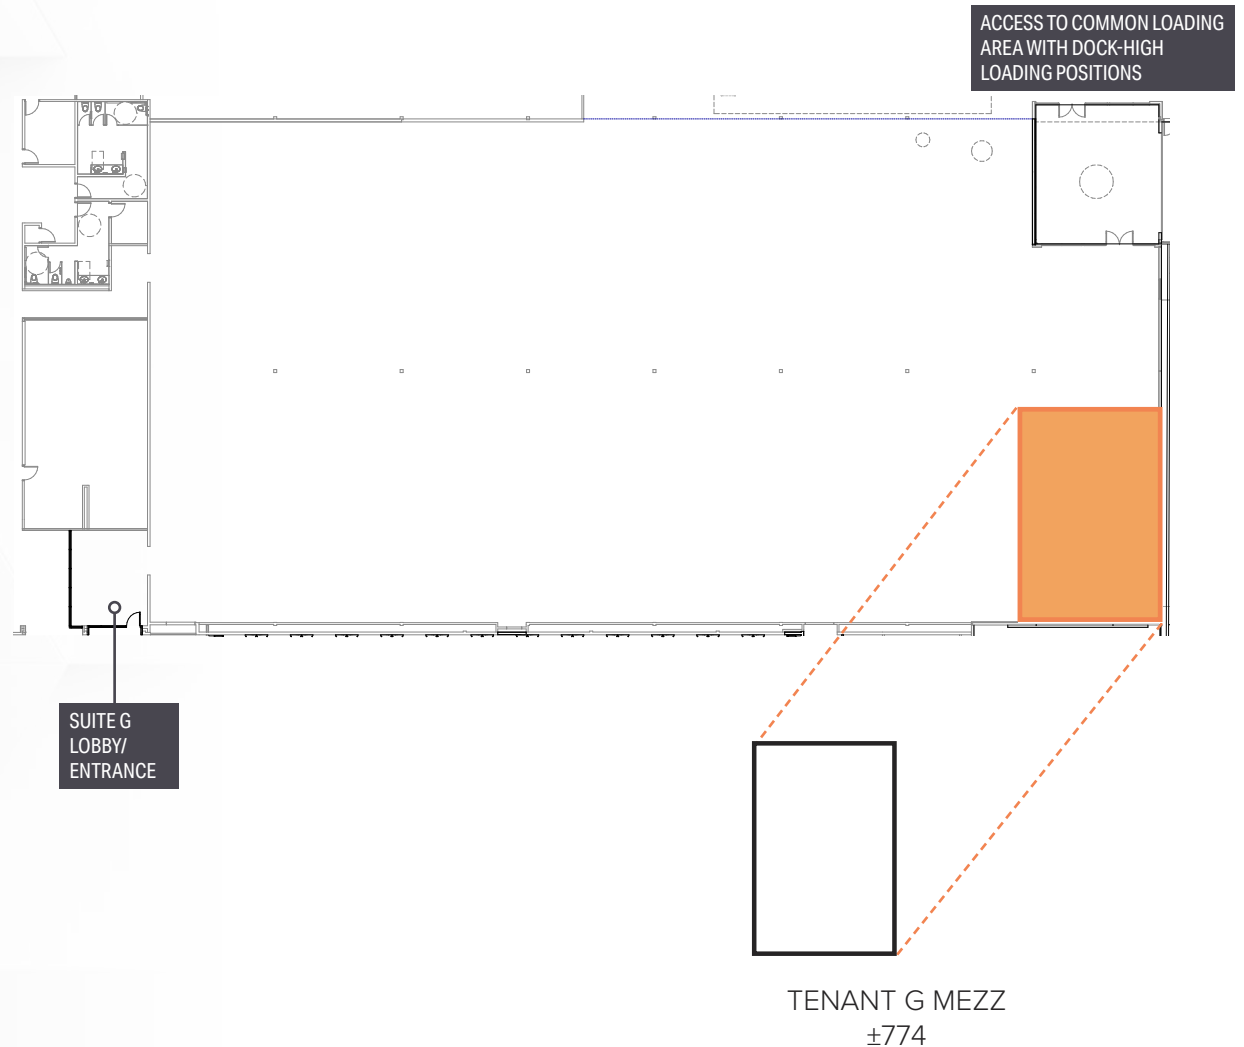 ACCESS TO COMMON LOADING
AREA WITH DOCK-HIGH
LOADING POSITIONS
SUITE G
LOBBY/
ENTRANCE
TENANT G MEZZ
±774